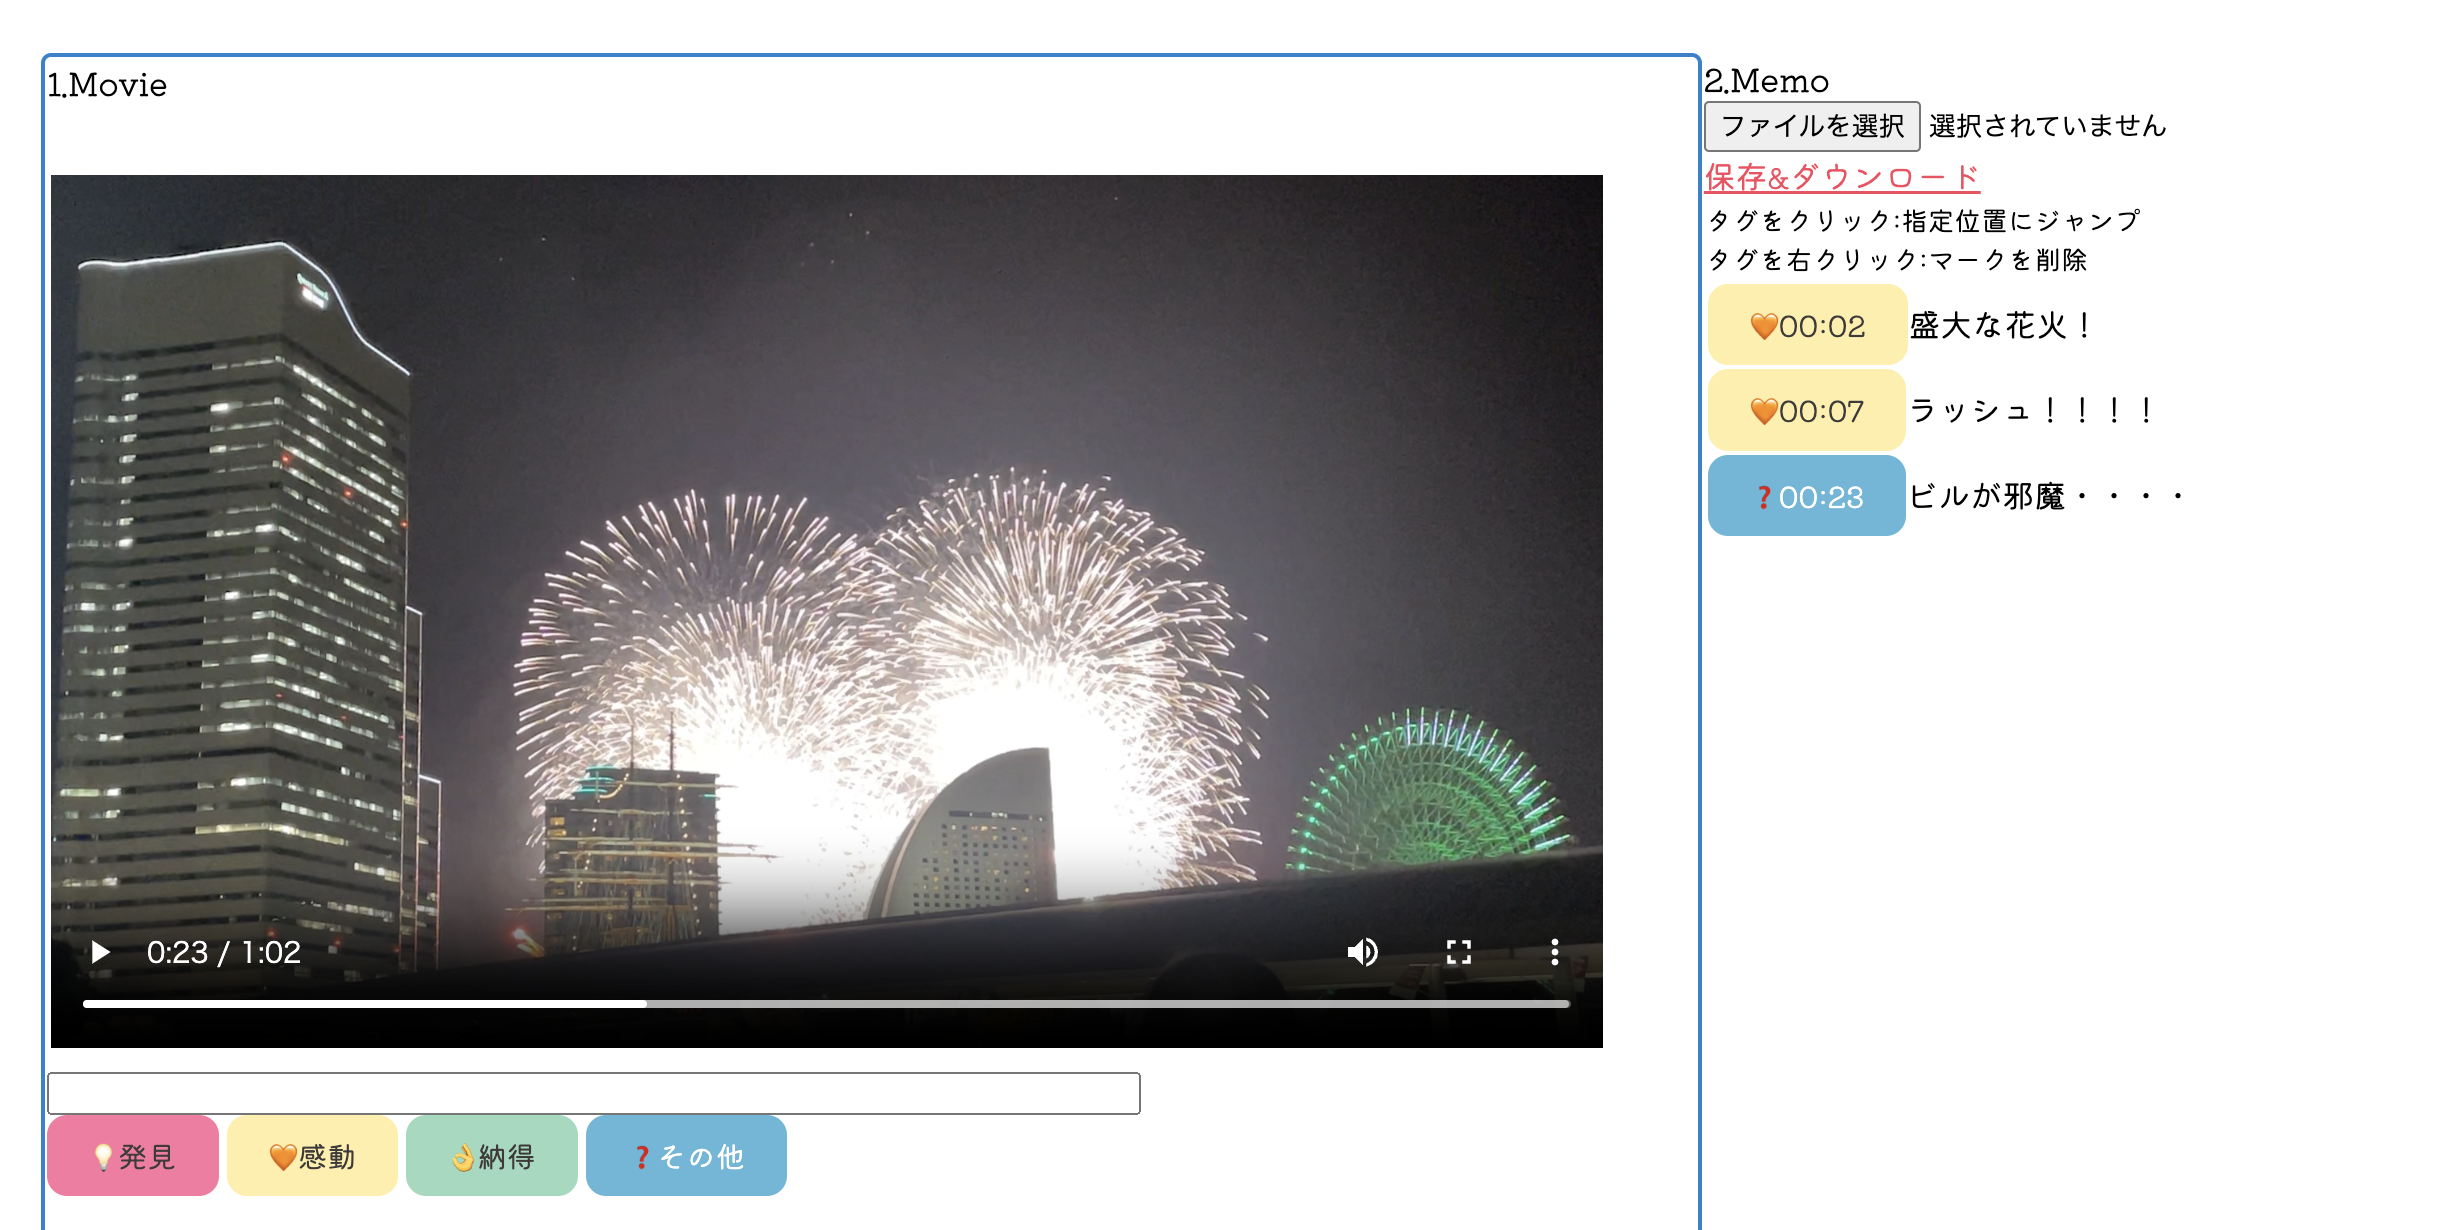 1.Movie
0:23 / 1:02
💡発見
🧡感動
👌納得
❓その他
2.Memo
ファイルを選択 選択されていません
保存&ダウンロード
タグをクリック:指定位置にジャンプ
タグを右クリック:マークを削除
🧡00:02 盛大な花火！
🧡00:07 ラッシュ！！！！
❓00:23 ビルが邪魔・・・・